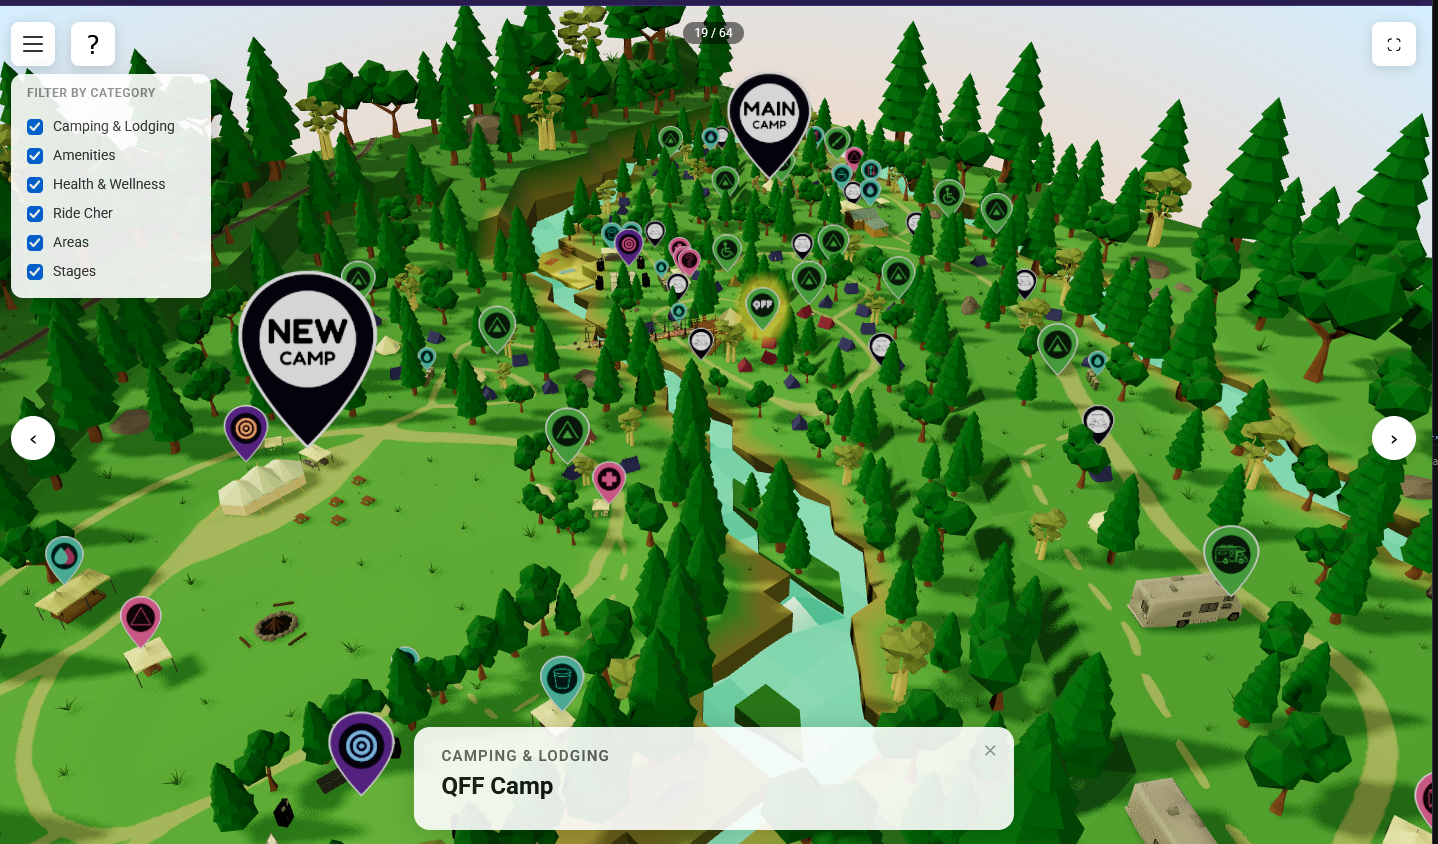 ?
19 / 64
FILTER BY CATEGORY
Camping & Lodging
Amenities
Health & Wellness
Ride Cher
Areas
Stages
MAIN
CAMP
QFF
NEW
CAMP
CAMPING & LODGING
QFF Camp